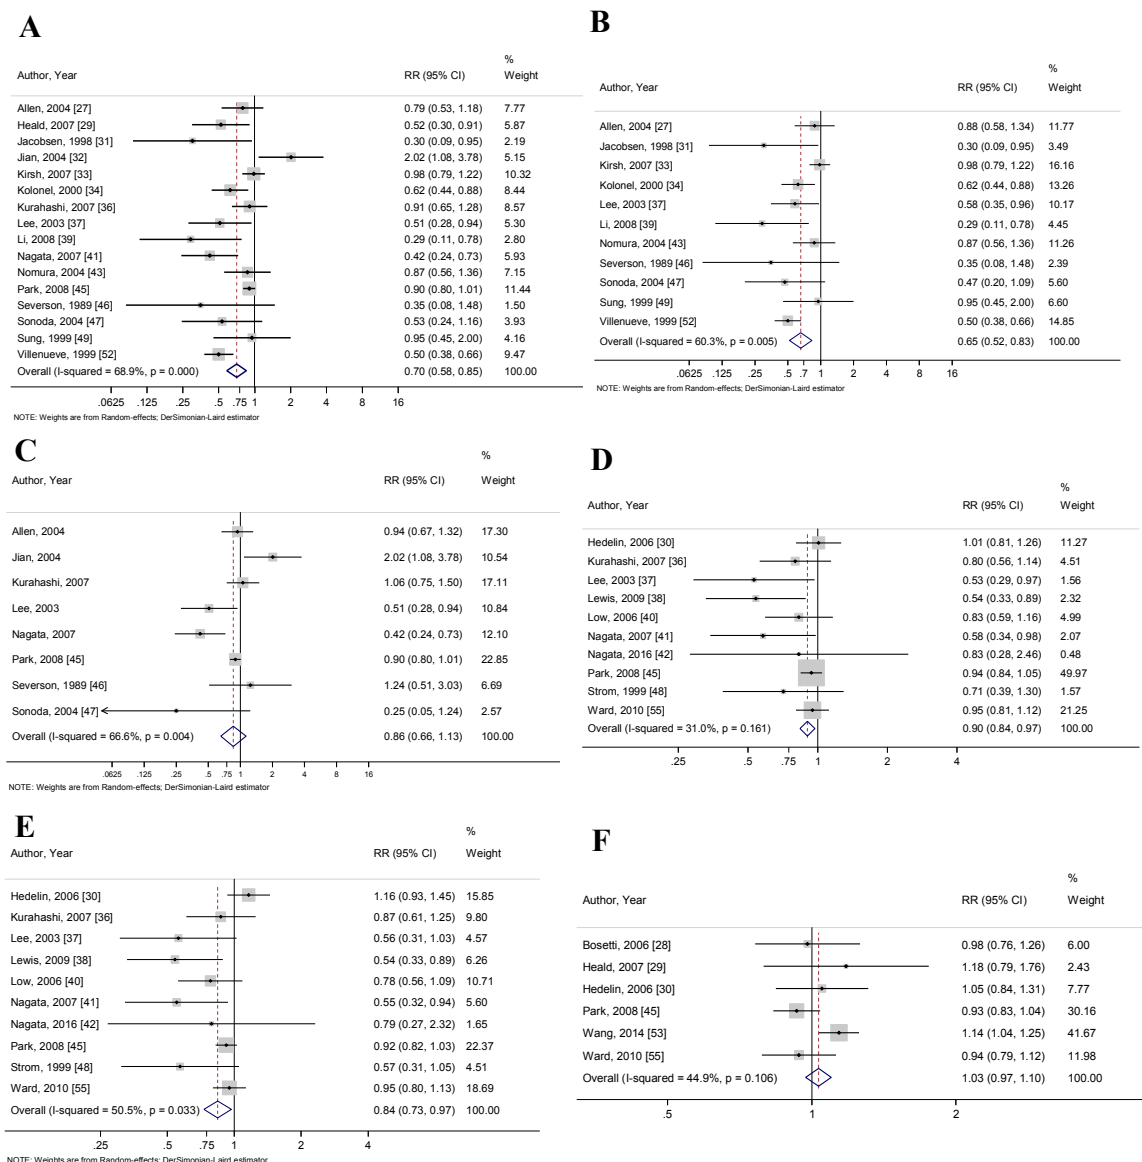 A
%
Author, Year RR (95% CI) Weight
Allen, 2004 [27] 0.79 (0.53, 1.18) 7.77
Heald, 2007 [29] 0.52 (0.30, 0.91) 5.87
Jacobsen, 1998 [31] 0.30 (0.09, 0.95) 2.19
Jian, 2004 [32] 2.02 (1.08, 3.78) 5.15
Kirsh, 2007 [33] 0.98 (0.79, 1.22) 10.32
Kolonel, 2000 [34] 0.62 (0.44, 0.88) 8.44
Kurahashi, 2007 [36] 0.91 (0.65, 1.28) 8.57
Lee, 2003 [37] 0.51 (0.28, 0.94) 5.30
Li, 2008 [39] 0.29 (0.11, 0.78) 2.80
Nagata, 2007 [41] 0.42 (0.24, 0.73) 5.93
Nomura, 2004 [43] 0.87 (0.56, 1.36) 7.15
Park, 2008 [45] 0.90 (0.80, 1.01) 11.44
Severson, 1989 [46] 0.35 (0.08, 1.48) 1.50
Sonoda, 2004 [47] 0.53 (0.24, 1.16) 3.93
Sung, 1999 [49] 0.95 (0.45, 2.00) 4.16
Villenueve, 1999 [52] 0.50 (0.38, 0.66) 9.47
Overall (I-squared = 68.9%, p = 0.000) 0.70 (0.58, 0.85) 100.00
.0625 .125 .25 .5 .75 1 2 4 8 16
NOTE: Weights are from Random-effects; DerSimonian-Laird estimator
B
%
Author, Year RR (95% CI) Weight
Allen, 2004 [27] 0.88 (0.58, 1.34) 11.77
Jacobsen, 1998 [31] 0.30 (0.09, 0.95) 3.49
Kirsh, 2007 [33] 0.98 (0.79, 1.22) 16.16
Kolonel, 2000 [34] 0.62 (0.44, 0.88) 13.26
Lee, 2003 [37] 0.58 (0.35, 0.96) 10.17
Li, 2008 [39] 0.29 (0.11, 0.78) 4.45
Nomura, 2004 [43] 0.87 (0.56, 1.36) 11.26
Severson, 1989 [46] 0.35 (0.08, 1.48) 2.39
Sonoda, 2004 [47] 0.47 (0.20, 1.09) 5.60
Sung, 1999 [49] 0.95 (0.45, 2.00) 6.60
Villenueve, 1999 [52] 0.50 (0.38, 0.66) 14.85
Overall (I-squared = 60.3%, p = 0.005) 0.65 (0.52, 0.83) 100.00
.0625 .125 .25 .5 .7 1 2 4 8 16
NOTE: Weights are from Random-effects; DerSimonian-Laird estimator
C
%
Author, Year RR (95% CI) Weight
Allen, 2004 0.94 (0.67, 1.32) 17.30
Jian, 2004 2.02 (1.08, 3.78) 10.54
Kurahashi, 2007 1.06 (0.75, 1.50) 17.11
Lee, 2003 0.51 (0.28, 0.94) 10.84
Nagata, 2007 0.42 (0.24, 0.73) 12.10
Park, 2008 [45] 0.90 (0.80, 1.01) 22.85
Severson, 1989 [46] 1.24 (0.51, 3.03) 6.69
Sonoda, 2004 [47] 0.25 (0.05, 1.24) 2.57
Overall (I-squared = 66.6%, p = 0.004) 0.86 (0.66, 1.13) 100.00
.0625 .125 .25 .5 .75 1 2 4 8 16
NOTE: Weights are from Random-effects; DerSimonian-Laird estimator
D
%
Author, Year RR (95% CI) Weight
Hedelin, 2006 [30] 1.01 (0.81, 1.26) 11.27
Kurahashi, 2007 [36] 0.80 (0.56, 1.14) 4.51
Lee, 2003 [37] 0.53 (0.29, 0.97) 1.56
Lewis, 2009 [38] 0.54 (0.33, 0.89) 2.32
Low, 2006 [40] 0.83 (0.59, 1.16) 4.99
Nagata, 2007 [41] 0.58 (0.34, 0.98) 2.07
Nagata, 2016 [42] 0.83 (0.28, 2.46) 0.48
Park, 2008 [45] 0.94 (0.84, 1.05) 49.97
Strom, 1999 [48] 0.71 (0.39, 1.30) 1.57
Ward, 2010 [55] 0.95 (0.81, 1.12) 21.25
Overall (I-squared = 31.0%, p = 0.161) 0.90 (0.84, 0.97) 100.00
.25 .5 .75 1 2 4
E
%
Author, Year RR (95% CI) Weight
Hedelin, 2006 [30] 1.16 (0.93, 1.45) 15.85
Kurahashi, 2007 [36] 0.87 (0.61, 1.25) 9.80
Lee, 2003 [37] 0.56 (0.31, 1.03) 4.57
Lewis, 2009 [38] 0.54 (0.33, 0.89) 6.26
Low, 2006 [40] 0.78 (0.56, 1.09) 10.71
Nagata, 2007 [41] 0.55 (0.32, 0.94) 5.60
Nagata, 2016 [42] 0.79 (0.27, 2.32) 1.65
Park, 2008 [45] 0.92 (0.82, 1.03) 22.37
Strom, 1999 [48] 0.57 (0.31, 1.05) 4.51
Ward, 2010 [55] 0.95 (0.80, 1.13) 18.69
Overall (I-squared = 50.5%, p = 0.033) 0.84 (0.73, 0.97) 100.00
.25 .5 .75 1 2 4
NOTE: Weights are from Random-effects; DerSimonian-Laird estimator
F
%
Author, Year RR (95% CI) Weight
Bosetti, 2006 [28] 0.98 (0.76, 1.26) 6.00
Heald, 2007 [29] 1.18 (0.79, 1.76) 2.43
Hedelin, 2006 [30] 1.05 (0.84, 1.31) 7.77
Park, 2008 [45] 0.93 (0.83, 1.04) 30.16
Wang, 2014 [53] 1.14 (1.04, 1.25) 41.67
Ward, 2010 [55] 0.94 (0.79, 1.12) 11.98
Overall (I-squared = 44.9%, p = 0.106) 1.03 (0.97, 1.10) 100.00
.5 1 2